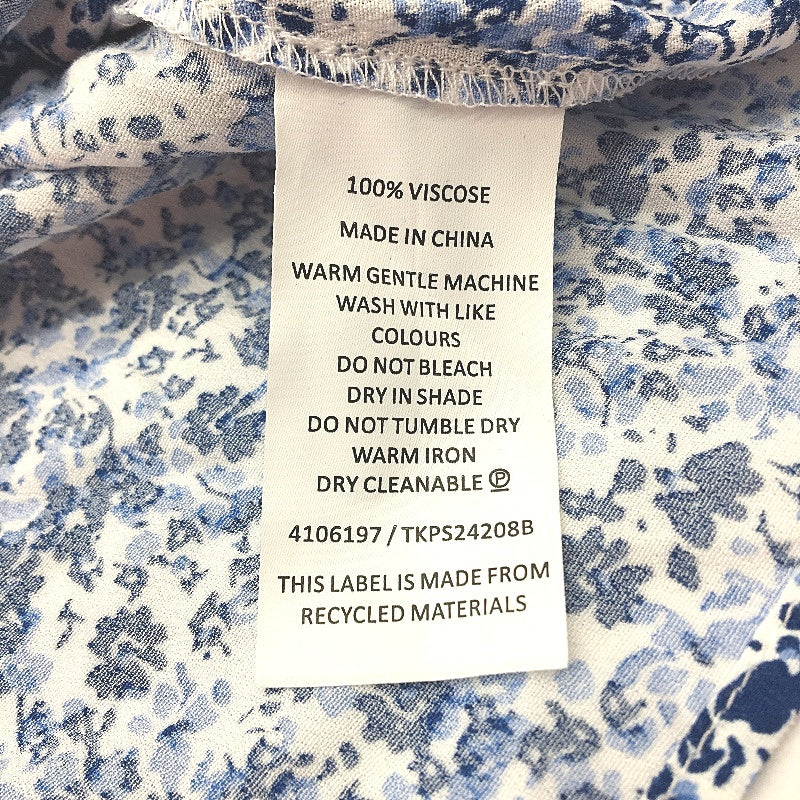 100% VISCOSE
MADE IN CHINA
WARM GENTLE MACHINE
WASH WITH LIKE
COLOURS
DO NOT BLEACH
DRY IN SHADE
DO NOT TUMBLE DRY
WARM IRON
DRY CLEANABLE Ⓟ
4106197 / TKPS24208B
THIS LABEL IS MADE FROM
RECYCLED MATERIALS